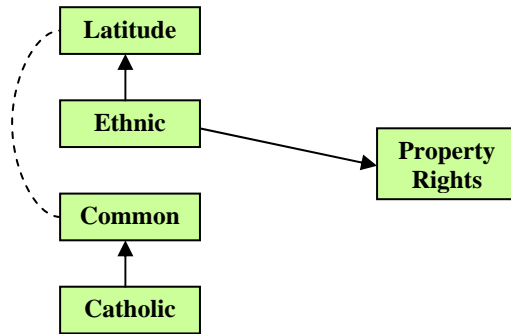 Latitude
Ethnic
Property
Rights
Common
Catholic